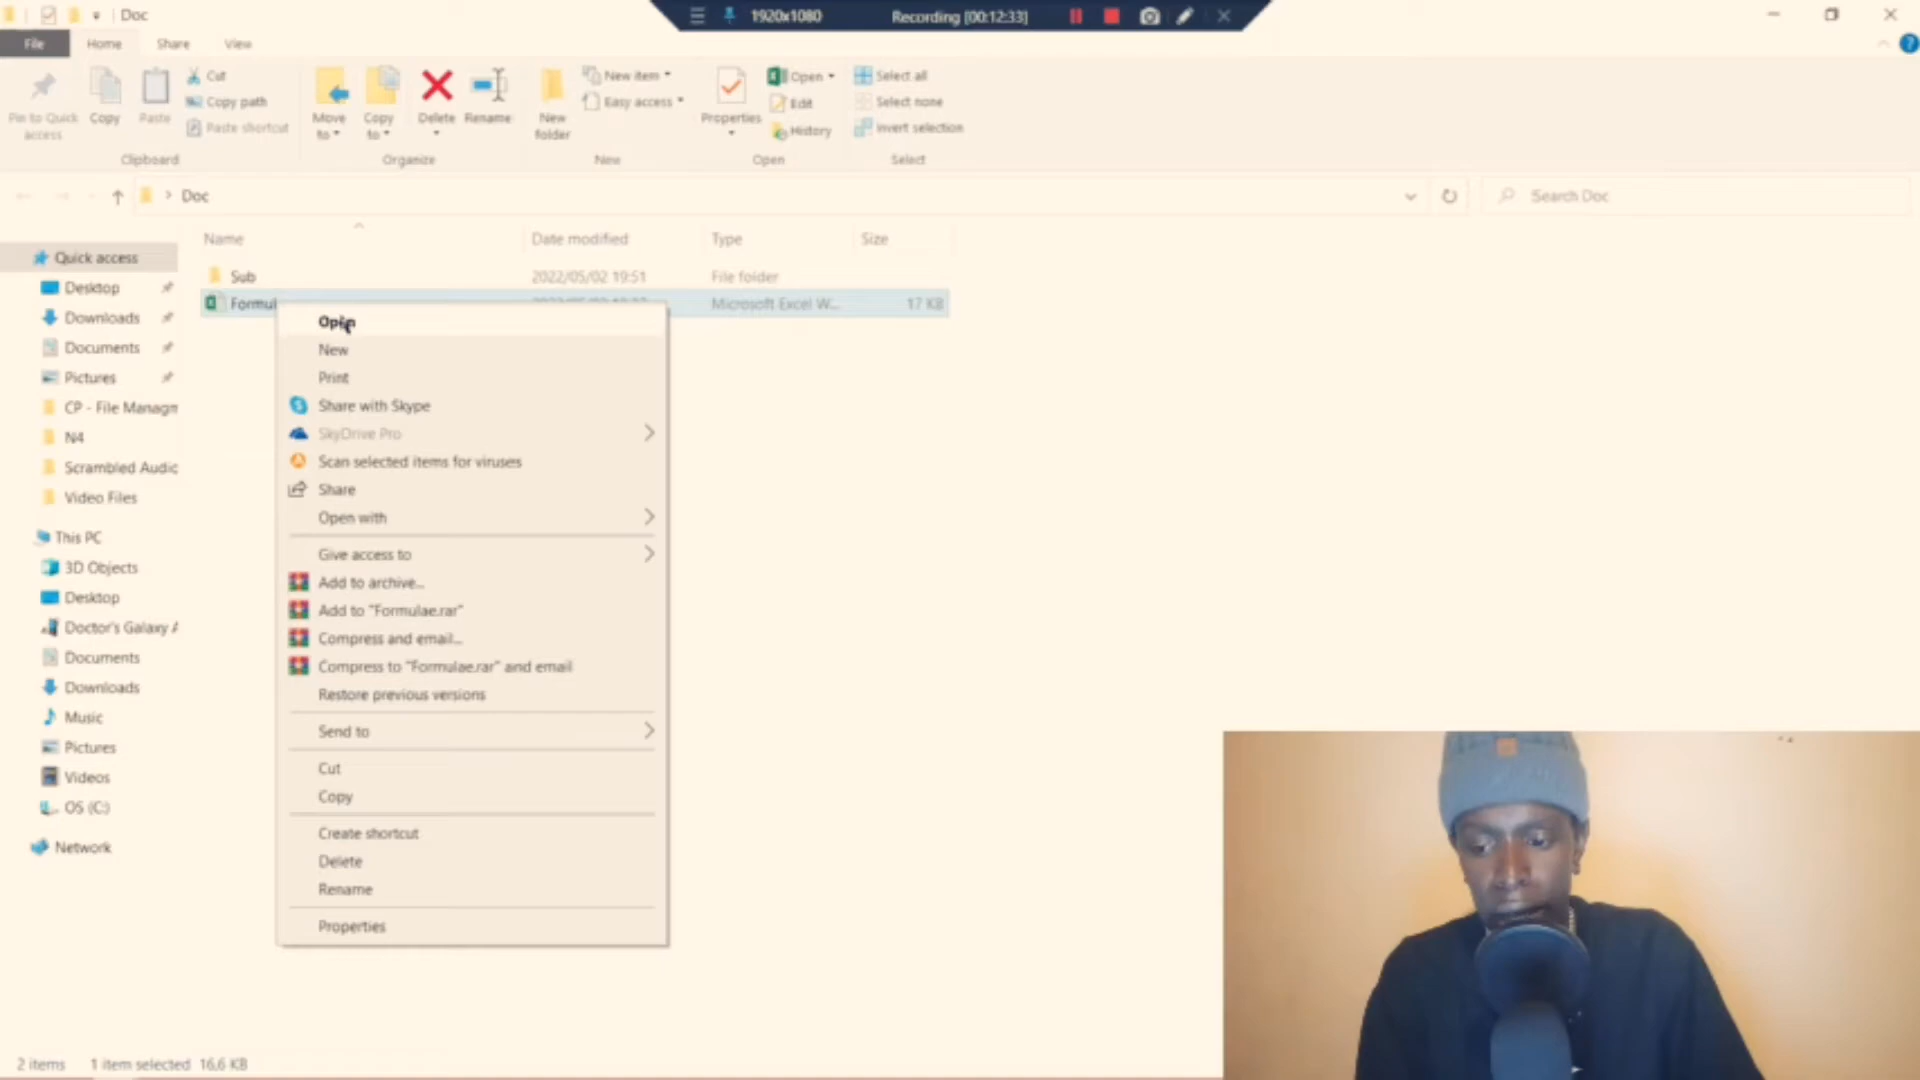 Doc
1920x1080
Recording [00:12:33]
File
Home
Share
View
Pin to Quick access
Copy
Paste
Cut
Copy path
Paste shortcut
Clipboard
Move to
Copy to
Delete
Rename
Organize
New folder
New item
Easy access
New
Properties
Open
Edit
History
Open
Select all
Select none
Invert selection
Select
Doc
Search Doc
Name
Date modified
Type
Size
Sub
2022/05/02 19:51
File folder
Formul
Microsoft Excel W...
17 KB
Quick access
Desktop
Downloads
Documents
Pictures
CP - File Managm
N4
Scrambled Audio
Video Files
This PC
3D Objects
Desktop
Doctor's Galaxy A
Documents
Downloads
Music
Pictures
Videos
OS (C:)
Network
Open
New
Print
Share with Skype
SkyDrive Pro
Scan selected items for viruses
Share
Open with
Give access to
Add to archive...
Add to "Formulae.rar"
Compress and email...
Compress to "Formulae.rar" and email
Restore previous versions
Send to
Cut
Copy
Create shortcut
Delete
Rename
Properties
2 items
1 item selected 16,6 KB